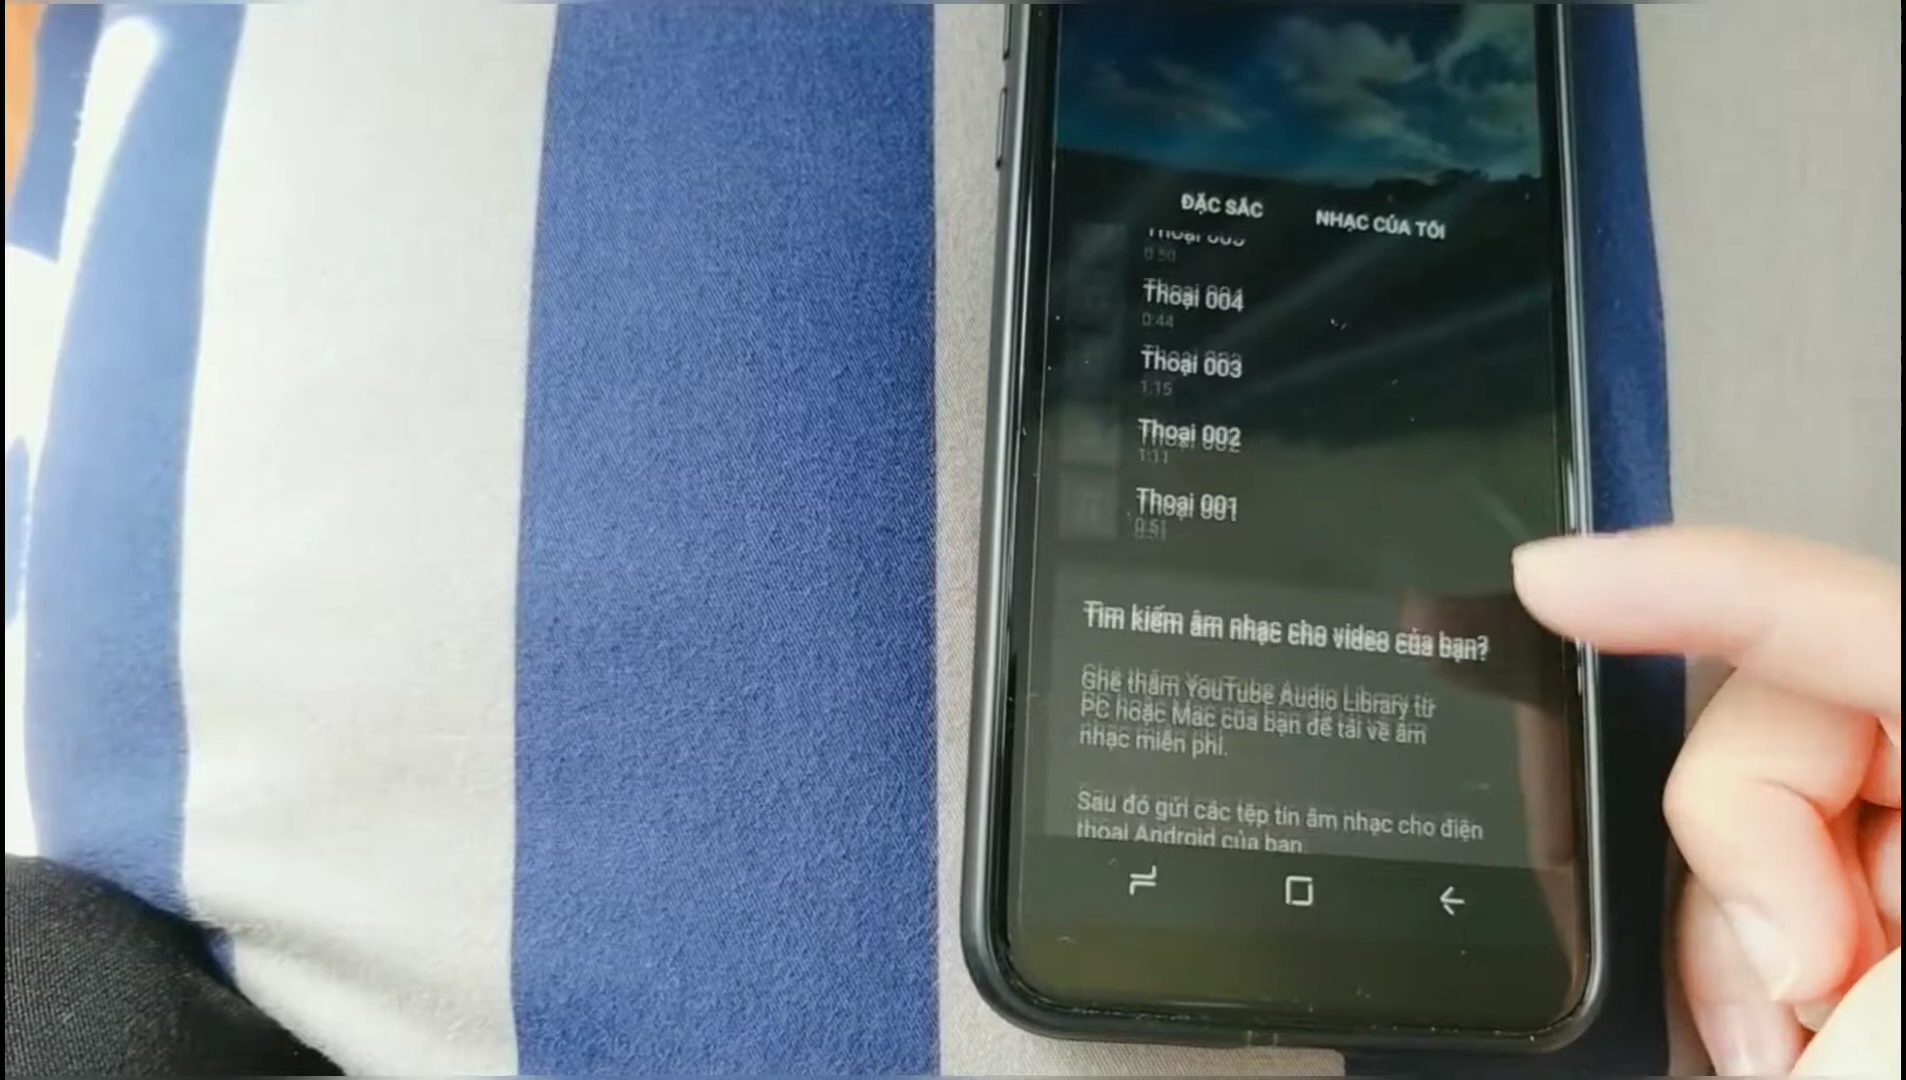 ĐẶC SẮC
NHẠC CỦA TÔI
0:50
Thoại 004
0:44
Thoại 003
1:15
Thoại 002
1:11
Thoại 001
0:51
Tìm kiếm âm nhạc cho video của bạn?
Ghé thăm YouTube Audio Library từ
PC hoặc Mac của bạn để tải về âm
nhạc miễn phí.
Sau đó gửi các tệp tin âm nhạc cho điện
thoại Android của bạn